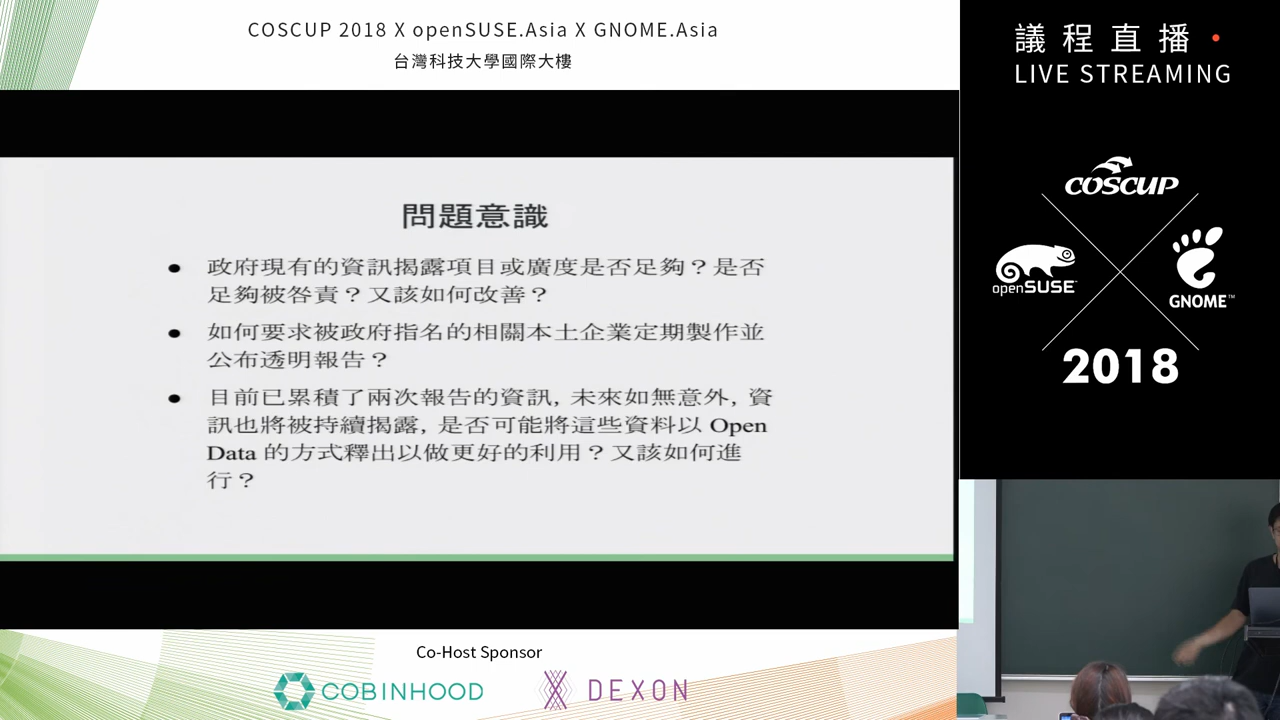 COSCUP 2018 X openSUSE.Asia X GNOME.Asia
台灣科技大學國際大樓
議程直播
LIVE STREAMING
問題意識
● 政府現有的資訊揭露項目或廣度是否足夠？是否
足夠被咎責？又該如何改善？
● 如何要求被政府指名的相關本土企業定期製作並
公布透明報告？
● 目前已累積了兩次報告的資訊, 未來如無意外, 資
訊也將被持續揭露, 是否可能將這些資料以 Open
Data 的方式釋出以做更好的利用？又該如何進
行？
COSCUP
openSUSE
GNOME™
2018
Co-Host Sponsor
COBINHOOD
DEXON